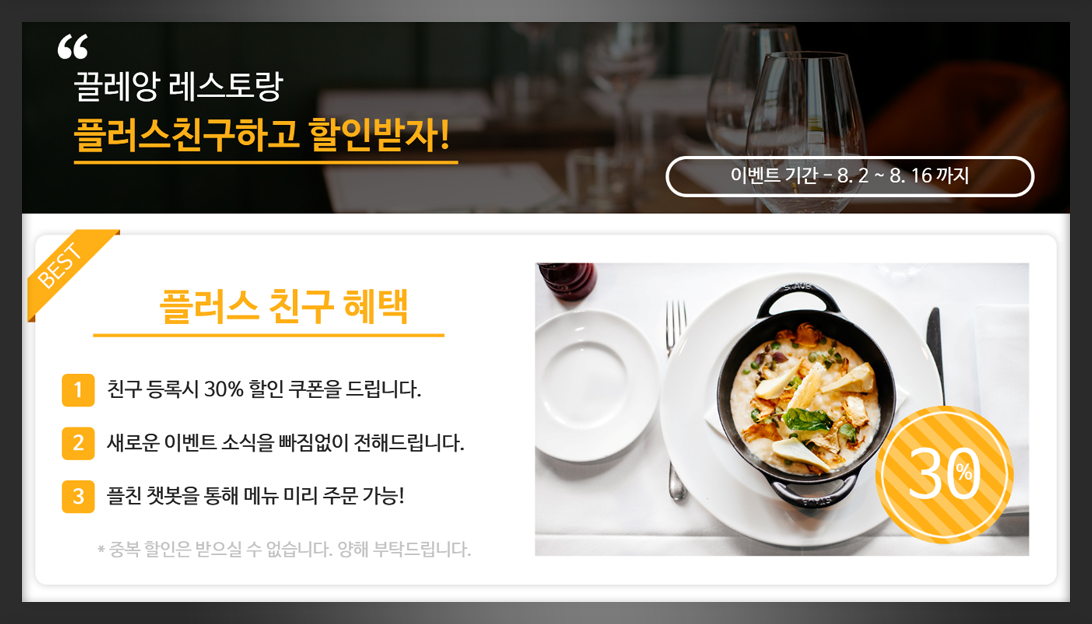 끌레앙 레스토랑
플러스친구하고 할인받자!
이벤트 기간 – 8. 2 ~ 8. 16 까지
BEST
플러스 친구 혜택
1 친구 등록시 30% 할인 쿠폰을 드립니다.
2 새로운 이벤트 소식을 빠짐없이 전해드립니다.
3 플친 챗봇을 통해 메뉴 미리 주문 가능!
* 중복 할인은 받으실 수 없습니다. 양해 부탁드립니다.
30%